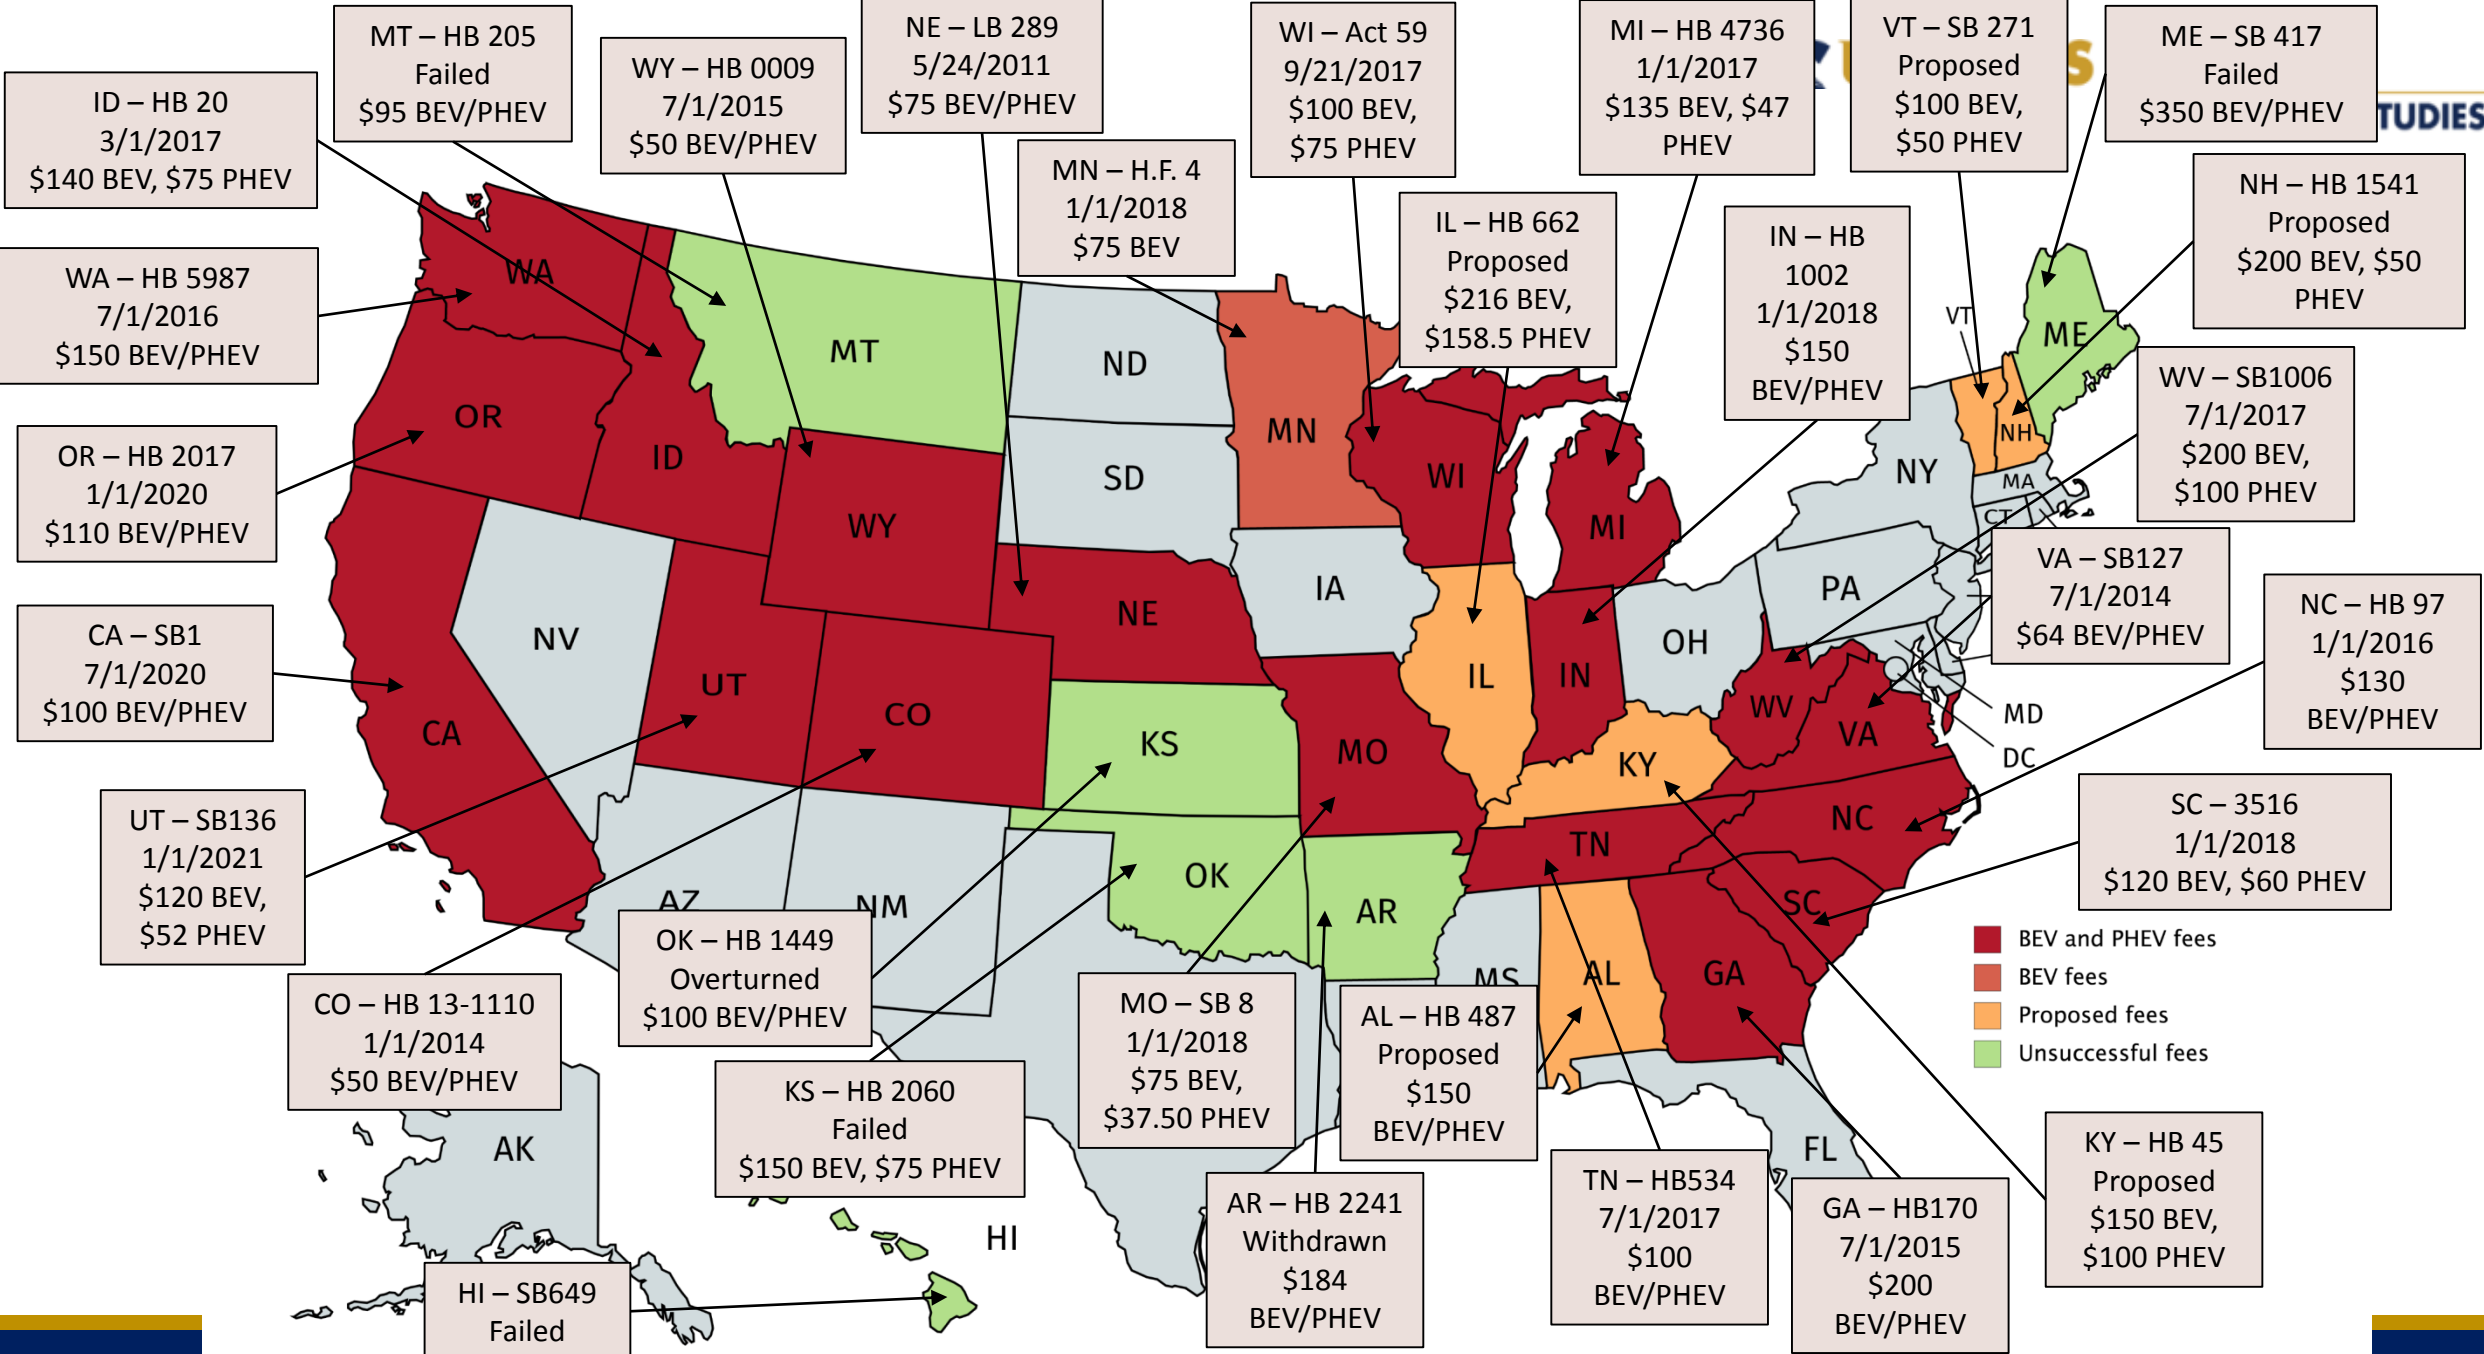 MT – HB 205
Failed
$95 BEV/PHEV
NE – LB 289
5/24/2011
$75 BEV/PHEV
WI – Act 59
9/21/2017
$100 BEV,
$75 PHEV
MI – HB 4736
1/1/2017
$135 BEV, $47
PHEV
VT – SB 271
Proposed
$100 BEV,
$50 PHEV
ME – SB 417
Failed
$350 BEV/PHEV
S
TUDIES
ID – HB 20
3/1/2017
$140 BEV, $75 PHEV
WY – HB 0009
7/1/2015
$50 BEV/PHEV
MN – H.F. 4
1/1/2018
$75 BEV
IL – HB 662
Proposed
$216 BEV,
$158.5 PHEV
IN – HB
1002
1/1/2018
$150
BEV/PHEV
NH – HB 1541
Proposed
$200 BEV, $50
PHEV
WA – HB 5987
7/1/2016
$150 BEV/PHEV
WV – SB1006
7/1/2017
$200 BEV,
$100 PHEV
OR – HB 2017
1/1/2020
$110 BEV/PHEV
VA – SB127
7/1/2014
$64 BEV/PHEV
NC – HB 97
1/1/2016
$130
BEV/PHEV
CA – SB1
7/1/2020
$100 BEV/PHEV
UT – SB136
1/1/2021
$120 BEV,
$52 PHEV
SC – 3516
1/1/2018
$120 BEV, $60 PHEV
CO – HB 13-1110
1/1/2014
$50 BEV/PHEV
OK – HB 1449
Overturned
$100 BEV/PHEV
KS – HB 2060
Failed
$150 BEV, $75 PHEV
MO – SB 8
1/1/2018
$75 BEV,
$37.50 PHEV
AL – HB 487
Proposed
$150
BEV/PHEV
AR – HB 2241
Withdrawn
$184
BEV/PHEV
TN – HB534
7/1/2017
$100
BEV/PHEV
GA – HB170
7/1/2015
$200
BEV/PHEV
KY – HB 45
Proposed
$150 BEV,
$100 PHEV
HI – SB649
Failed
WA
MT
ND
MN
VT
ME
OR
ID
SD
WI
NH
NY
MA
CT
WY
MI
IA
PA
NE
NV
OH
UT
CO
IL
IN
WV
MD
CA
KS
MO
KY
VA
DC
TN
NC
AZ
NM
OK
AR
SC
MS
AL
GA
AK
FL
HI
BEV and PHEV fees
BEV fees
Proposed fees
Unsuccessful fees